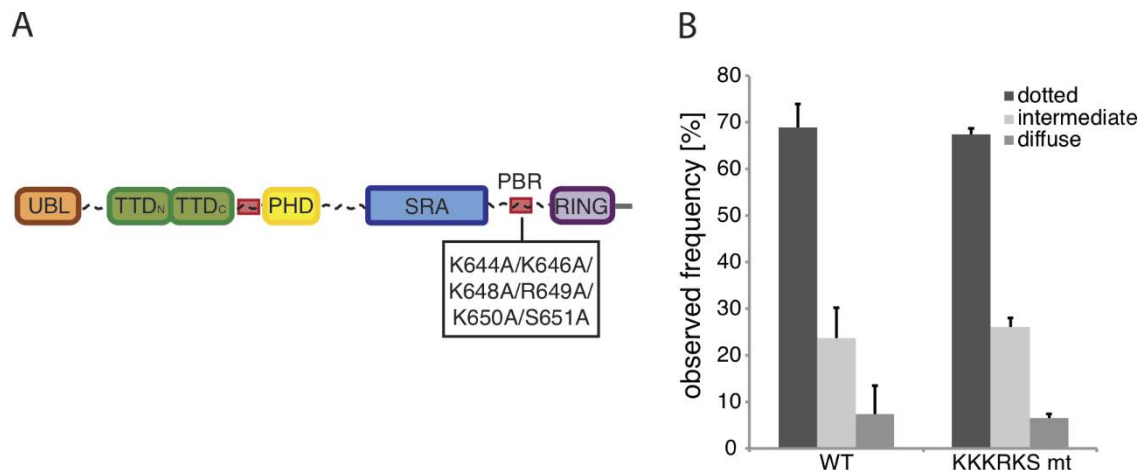 A
UBL TTDN TTDC PHD SRA PBR RING
K644A/K646A/
K648A/R649A/
K650A/S651A
B
observed frequency [%]
80
70
60
50
40
30
20
10
0
dotted
intermediate
diffuse
WT KKKRKS mt